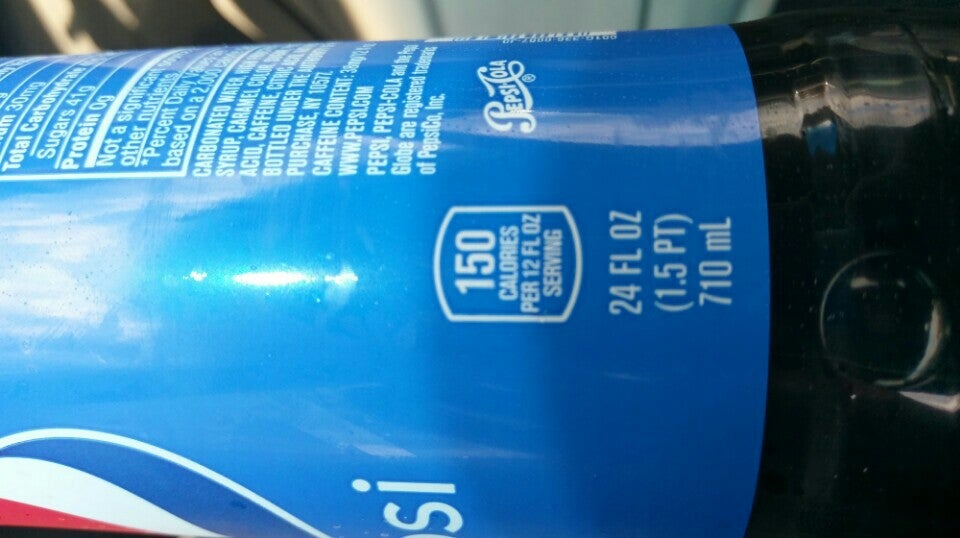 30mg
Total Carbohydrate
Sugars 41g
Protein 0g
Not a significant
other nutrients.
*Percent Daily
based on a 2,000
CARBONATED WATER,
SYRUP, CARAMEL COLOR,
ACID, CAFFEINE, CITRIC
BOTTLED UNDER THE
PURCHASE, NY 10577
CAFFEINE CONTENT:
WWW.PEPSI.COM
PEPSI, PEPSI-COLA and the Pepsi
Globe are registered trademarks
of PepsiCo, Inc.
PEPSI COLA®
150
CALORIES
PER 12 FL OZ
SERVING
24 FL OZ
(1.5 PT)
710 mL
psi